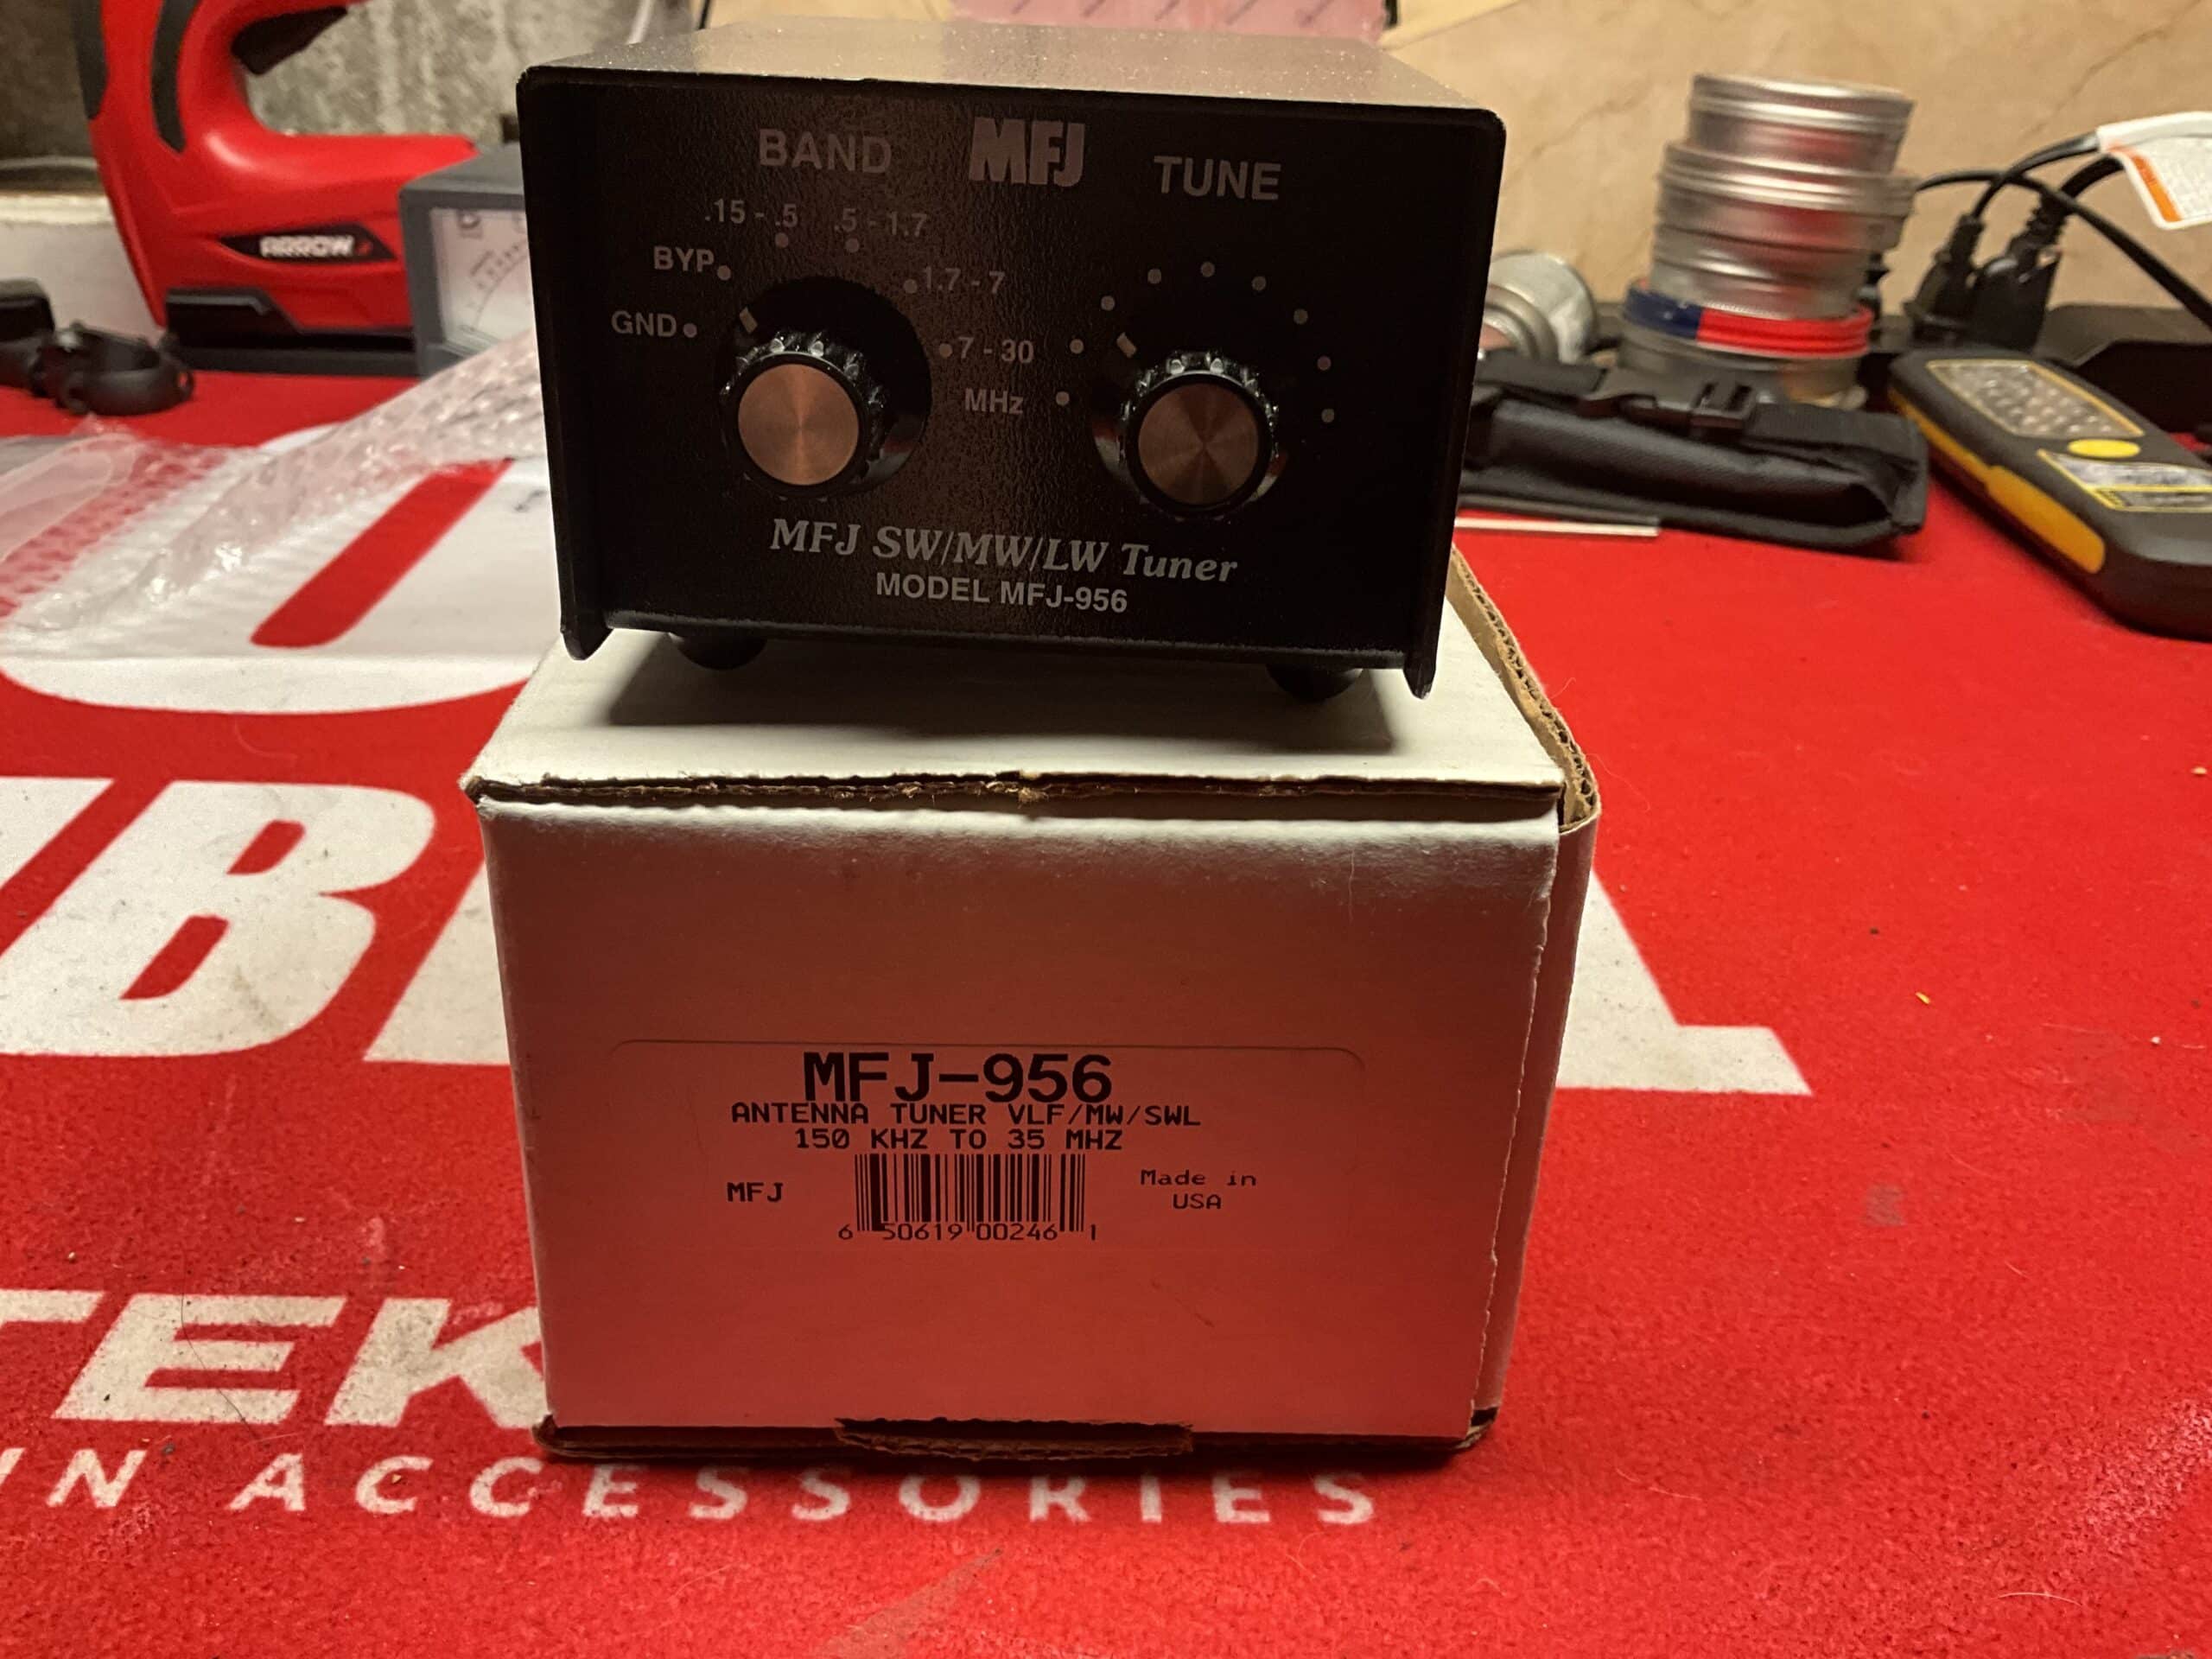 ARROW
BAND MFJ TUNE
.15 - .5 .5 - 1.7
BYP 1.7 - 7
GND 7 - 30
MHz
MFJ SW/MW/LW Tuner
MODEL MFJ-956
MFJ-956
ANTENNA TUNER VLF/MW/SWL
150 KHZ TO 35 MHZ
MFJ Made in
USA
6 50619 00246 1
TEK
IN ACCESSORIES